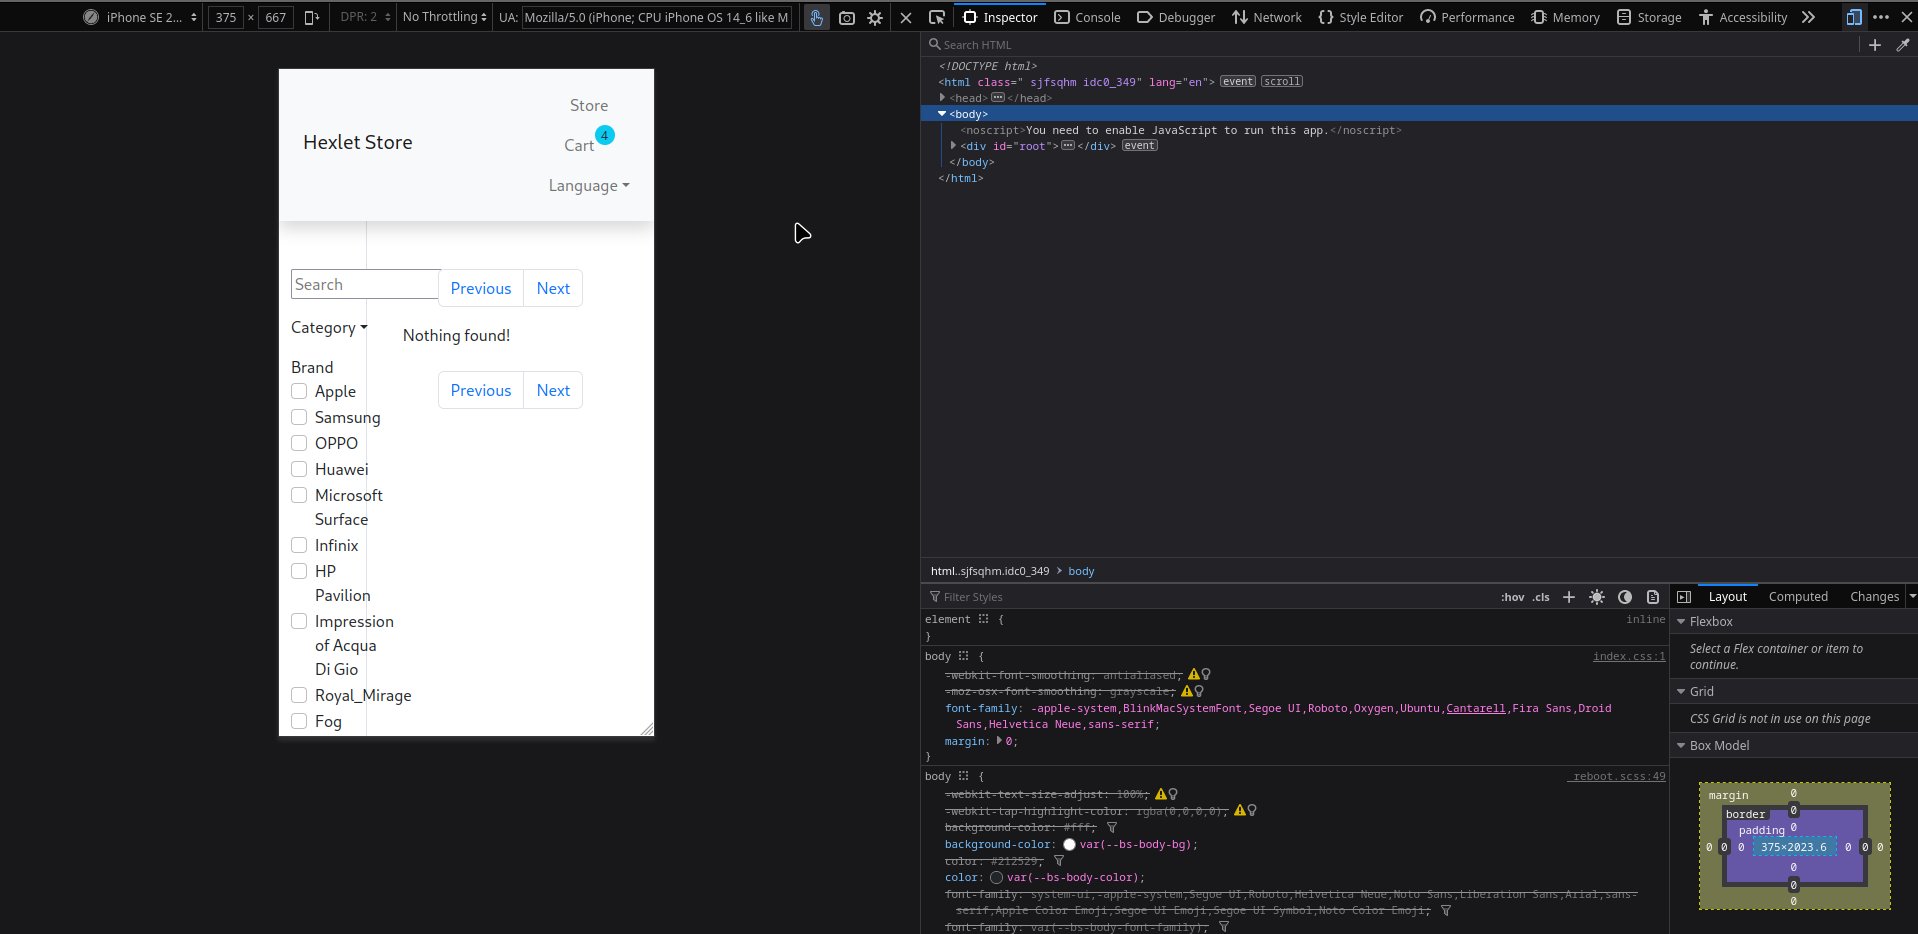 iPhone SE 2... 375 × 667 DPR: 2 No Throttling UA: Mozilla/5.0 (iPhone; CPU iPhone OS 14_6 like M
Inspector Console Debugger Network Style Editor Performance Memory Storage Accessibility
Store
Hexlet Store
Cart 4
Language
Search
Previous Next
Category
Nothing found!
Brand
Apple
Previous Next
Samsung
OPPO
Huawei
Microsoft
Surface
Infinix
HP
Pavilion
Impression
of Acqua
Di Gio
Royal_Mirage
Fog
Search HTML
<!DOCTYPE html>
<html class=" sjfsqhm idc0_349" lang="en"> event scroll
<head> ... </head>
<body>
<noscript>You need to enable JavaScript to run this app.</noscript>
<div id="root"> ... </div> event
</body>
</html>
html..sjfsqhm.idc0_349 > body
Filter Styles :hov .cls +
element { inline
}
body { index.css:1
-webkit-font-smoothing: antialiased;
-moz-osx-font-smoothing: grayscale;
font-family: -apple-system,BlinkMacSystemFont,Segoe UI,Roboto,Oxygen,Ubuntu,Cantarell,Fira Sans,Droid
Sans,Helvetica Neue,sans-serif;
margin: 0;
}
body { _reboot.scss:49
-webkit-text-size-adjust: 100%;
-webkit-tap-highlight-color: rgba(0,0,0,0);
background-color: #fff;
background-color: var(--bs-body-bg);
color: #212529;
color: var(--bs-body-color);
font-family: system-ui,-apple-system,Segoe UI,Roboto,Helvetica Neue,Noto Sans,Liberation Sans,Arial,sans-
serif,Apple Color Emoji,Segoe UI Emoji,Segoe UI Symbol,Noto Color Emoji;
font-family: var(--bs-body-font-family);
Layout Computed Changes
Flexbox
Select a Flex container or item to
continue.
Grid
CSS Grid is not in use on this page
Box Model
margin 0
border 0
padding 0
0 0 0 375×2023.6 0 0 0
0
0
0